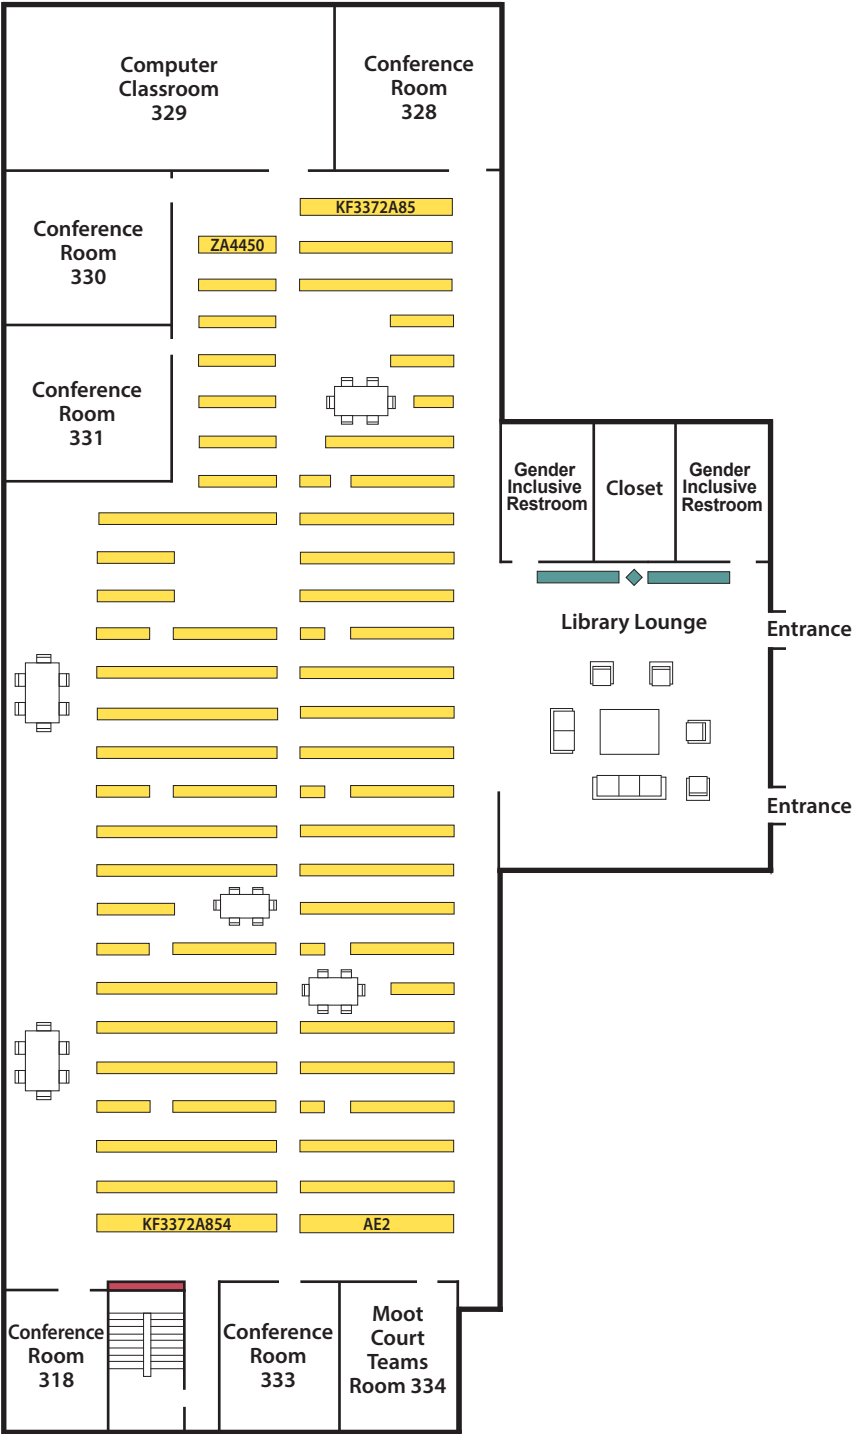 Computer
Classroom
329
Conference
Room
328
KF3372A85
Conference
Room
330
ZA4450
Conference
Room
331
Gender
Inclusive
Restroom
Closet
Gender
Inclusive
Restroom
Library Lounge
Entrance
Entrance
KF3372A854
AE2
Conference
Room
318
Conference
Room
333
Moot
Court
Teams
Room 334